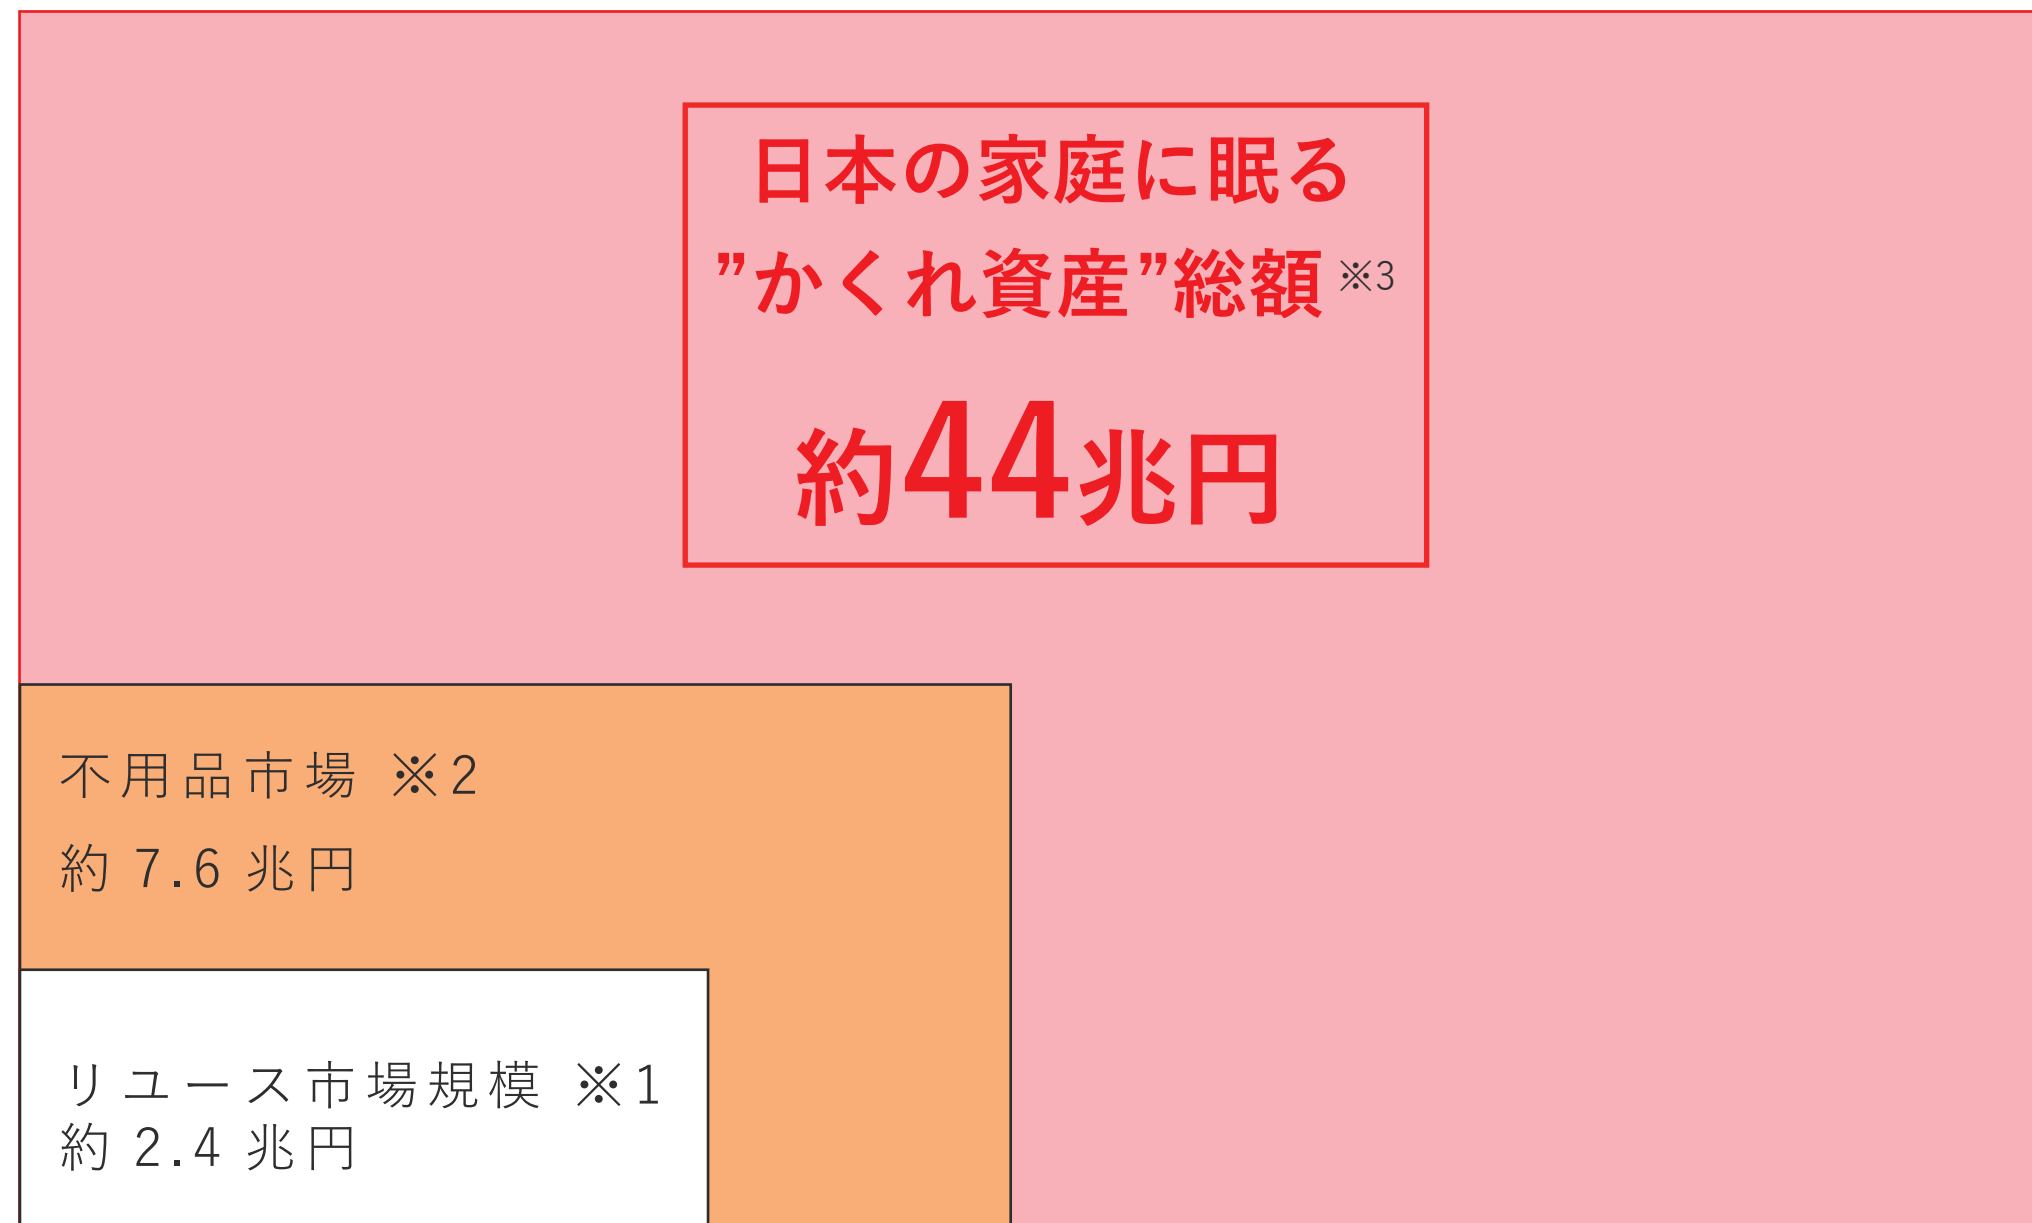 日本の家庭に眠る
”かくれ資産”総額 ※3
約44兆円
不用品市場 ※2
約 7.6 兆円
リユース市場規模 ※1
約 2.4 兆円